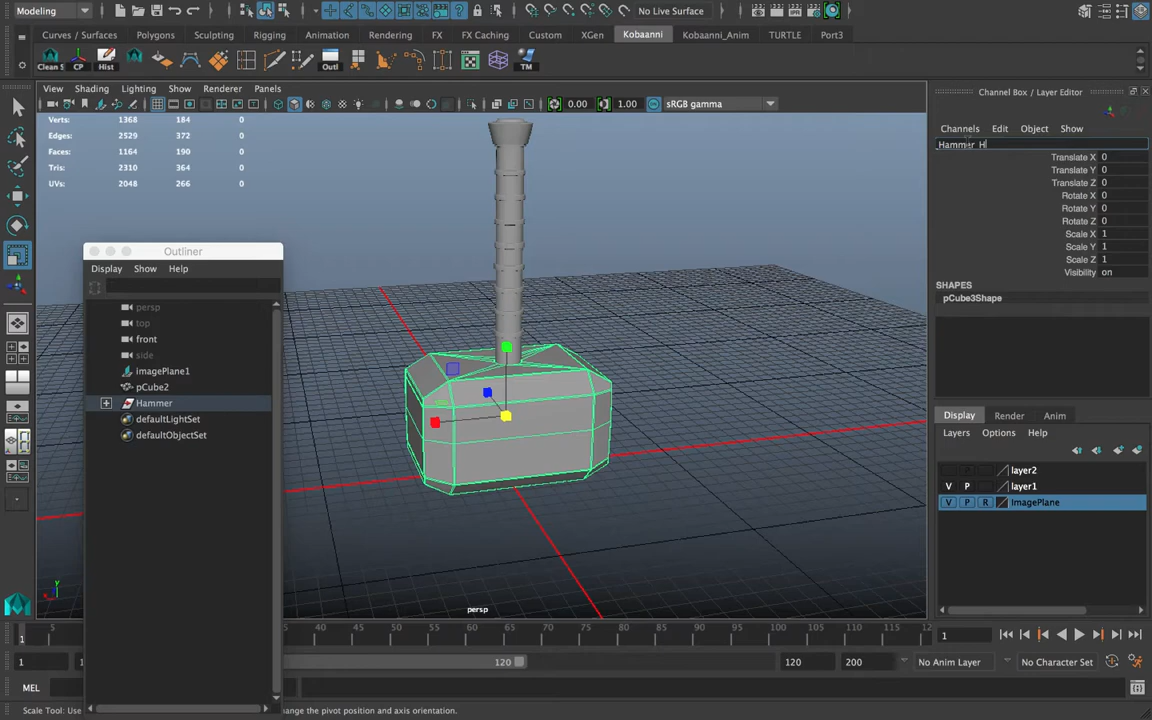 Modeling
No Live Surface
Curves / Surfaces Polygons Sculpting Rigging Animation Rendering FX FX Caching Custom XGen Kobaanni Kobaanni_Anim TURTLE Port3
Clean S CP Hist Outl TM
View Shading Lighting Show Renderer Panels
0.00 1.00 sRGB gamma
Verts: 1368 184 0
Edges: 2529 372 0
Faces: 1164 190 0
Tris: 2310 364 0
UVs: 2048 266 0
Outliner
Display Show Help
persp
top
front
side
imagePlane1
pCube2
Hammer
defaultLightSet
defaultObjectSet
persp
Channel Box / Layer Editor
Channels Edit Object Show
Hammer H
Translate X 0
Translate Y 0
Translate Z 0
Rotate X 0
Rotate Y 0
Rotate Z 0
Scale X 1
Scale Y 1
Scale Z 1
Visibility on
SHAPES
pCube3Shape
Display Render Anim
Layers Options Help
layer2
V P layer1
V P R ImagePlane
1 5 35 40 45 50 55 60 65 70 75 80 85 90 95 100 105 110 115 12
1
1 1 120 120 200 No Anim Layer No Character Set
MEL
Scale Tool: Use ange the pivot position and axis orientation.